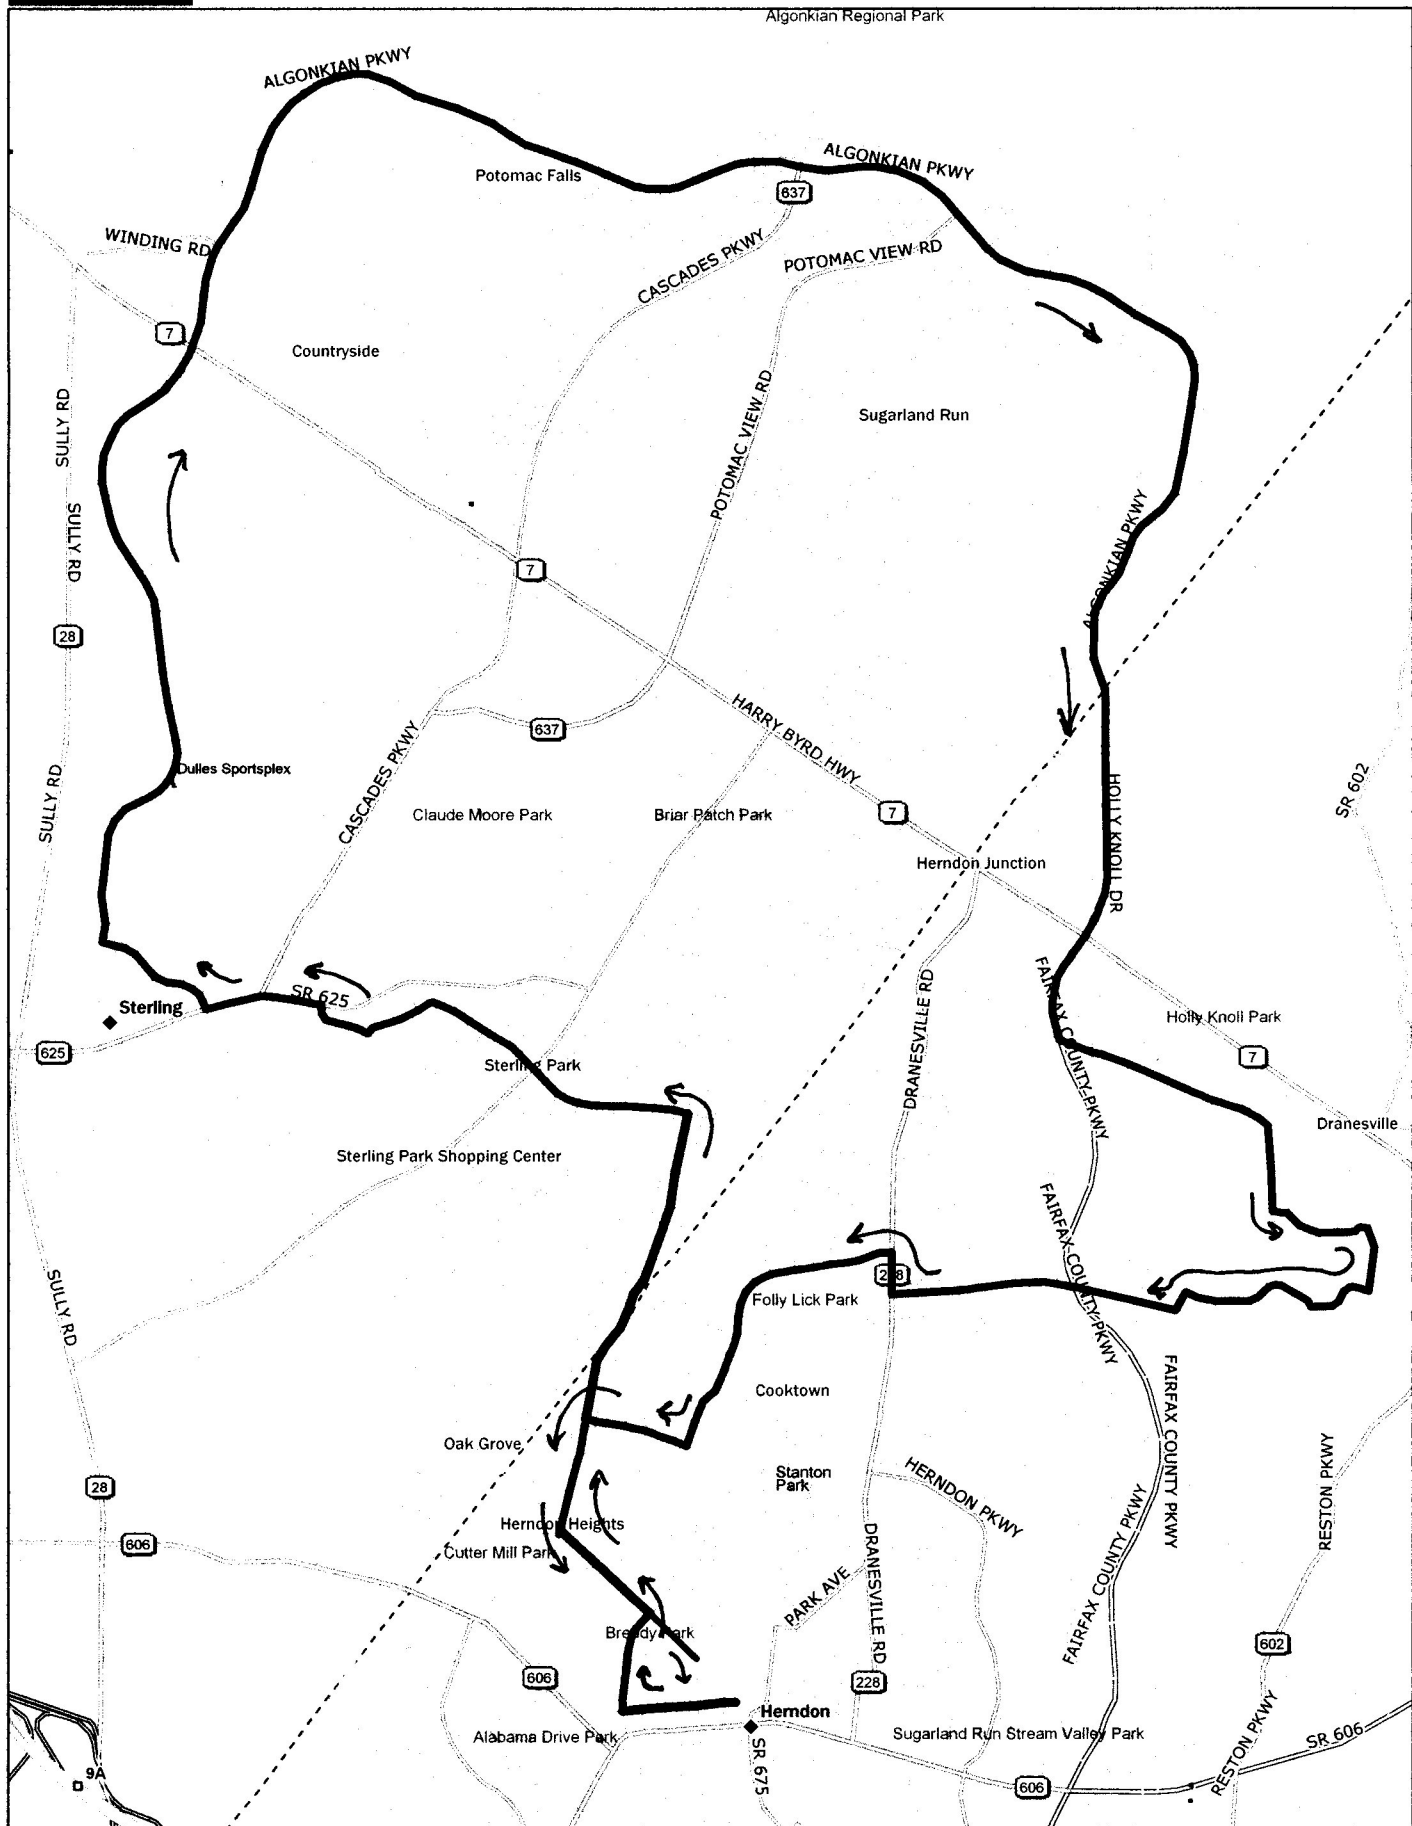 Algonkian Regional Park
ALGONKIAN PKWY
ALGONKIAN PKWY
Potomac Falls
637
WINDING RD
CASCADES PKWY
POTOMAC VIEW RD
7
Countryside
SULLY RD
POTOMAC VIEW RD
Sugarland Run
SULLY RD
ALGONKIAN PKWY
7
28
HARRY BYRD HWY
637
CASCADES PKWY
SULLY RD
Dulles Sportsplex
Claude Moore Park
Briar Patch Park
7
HOLLY KNOLL DR
SR 602
Herndon Junction
SR 625
Sterling
625
DRANESVILLE RD
FAIRFAX COUNTY PKWY
Holly Knoll Park
7
Sterling Park
Dranesville
Sterling Park Shopping Center
FAIRFAX COUNTY PKWY
SULLY RD
228
Folly Lick Park
FAIRFAX COUNTY PKWY
Cooktown
Oak Grove
Stanton
Park
HERNDON PKWY
RESTON PKWY
28
Herndon Heights
606
Cutter Mill Park
DRANESVILLE RD
PARK AVE
FAIRFAX COUNTY PKWY
Bready Park
602
606
228
Herndon
Alabama Drive Park
Sugarland Run Stream Valley Park
SR 606
SR 675
RESTON PKWY
9A
606